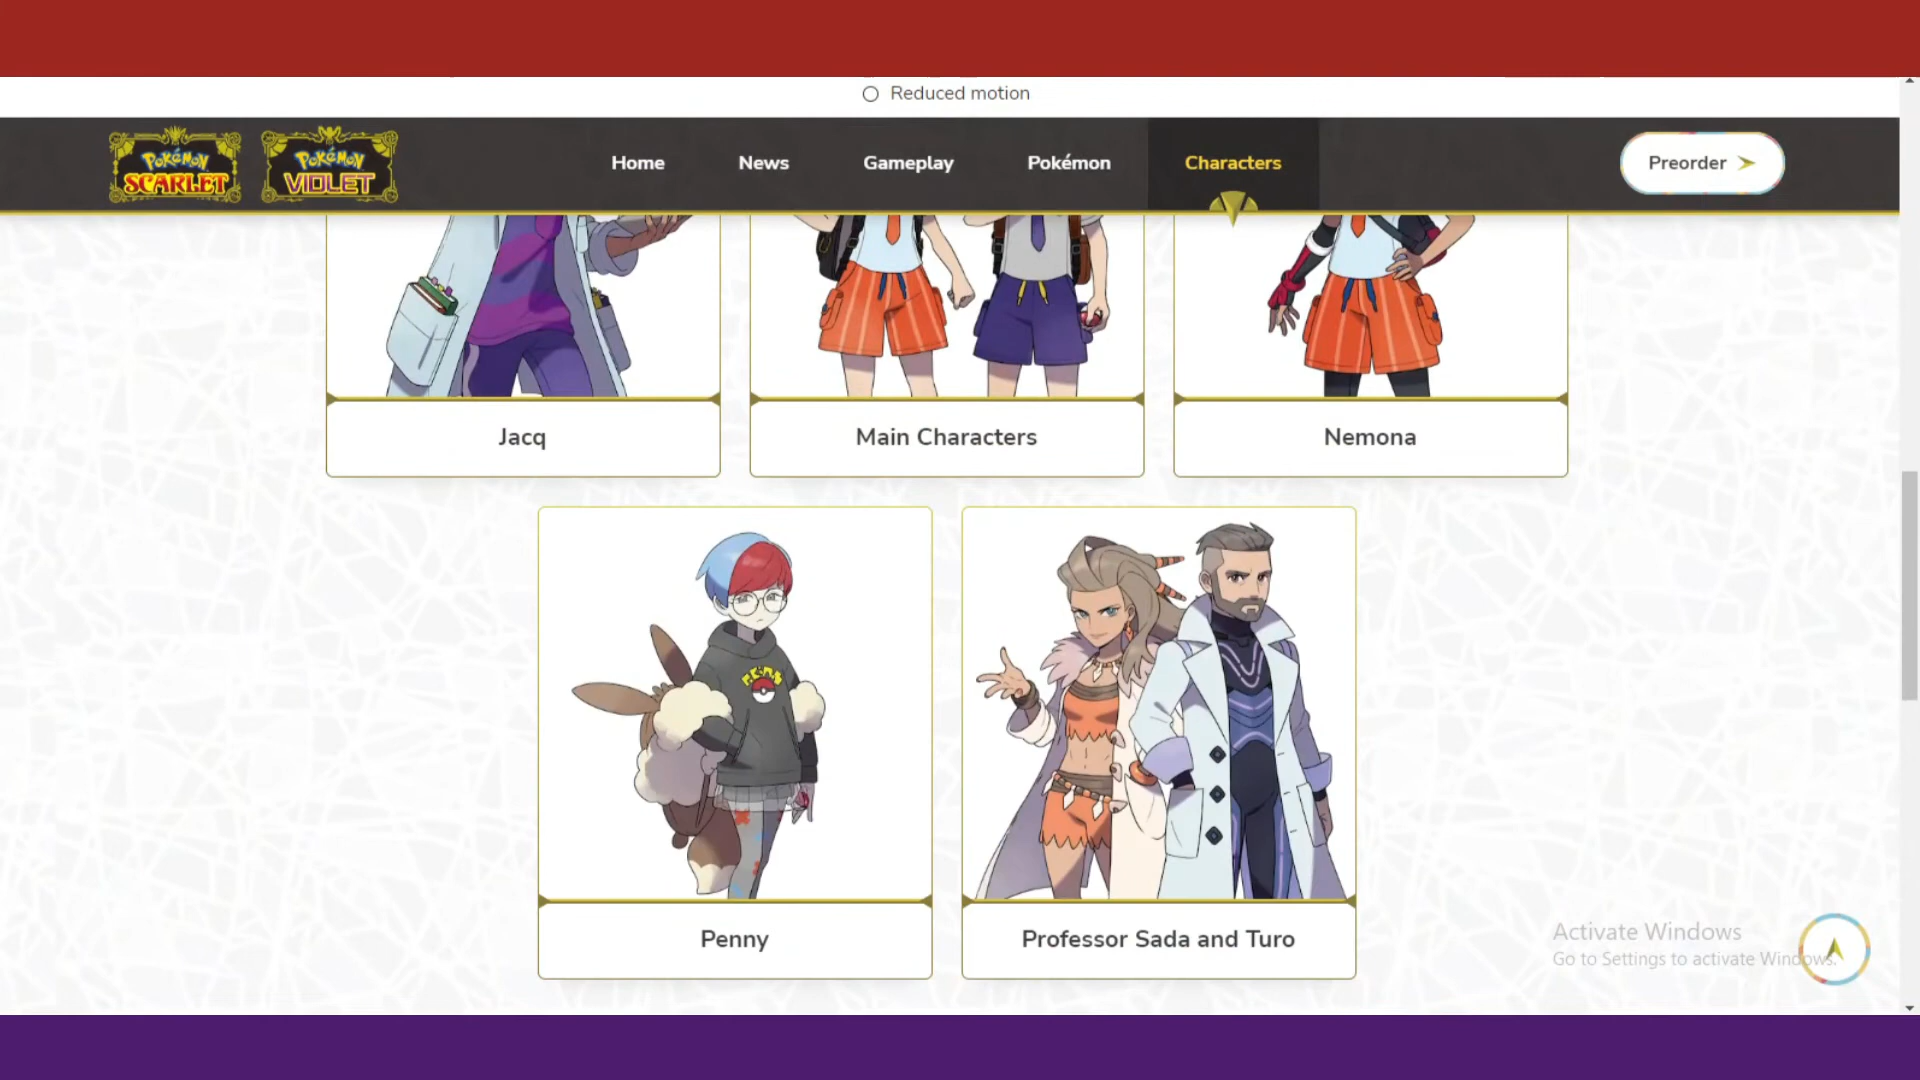 Reduced motion
Pokémon
SCARLET
Pokémon
VIOLET
Home
News
Gameplay
Pokémon
Characters
Preorder
Jacq
Main Characters
Nemona
Penny
Professor Sada and Turo
Activate Windows
Go to Settings to activate Windows.